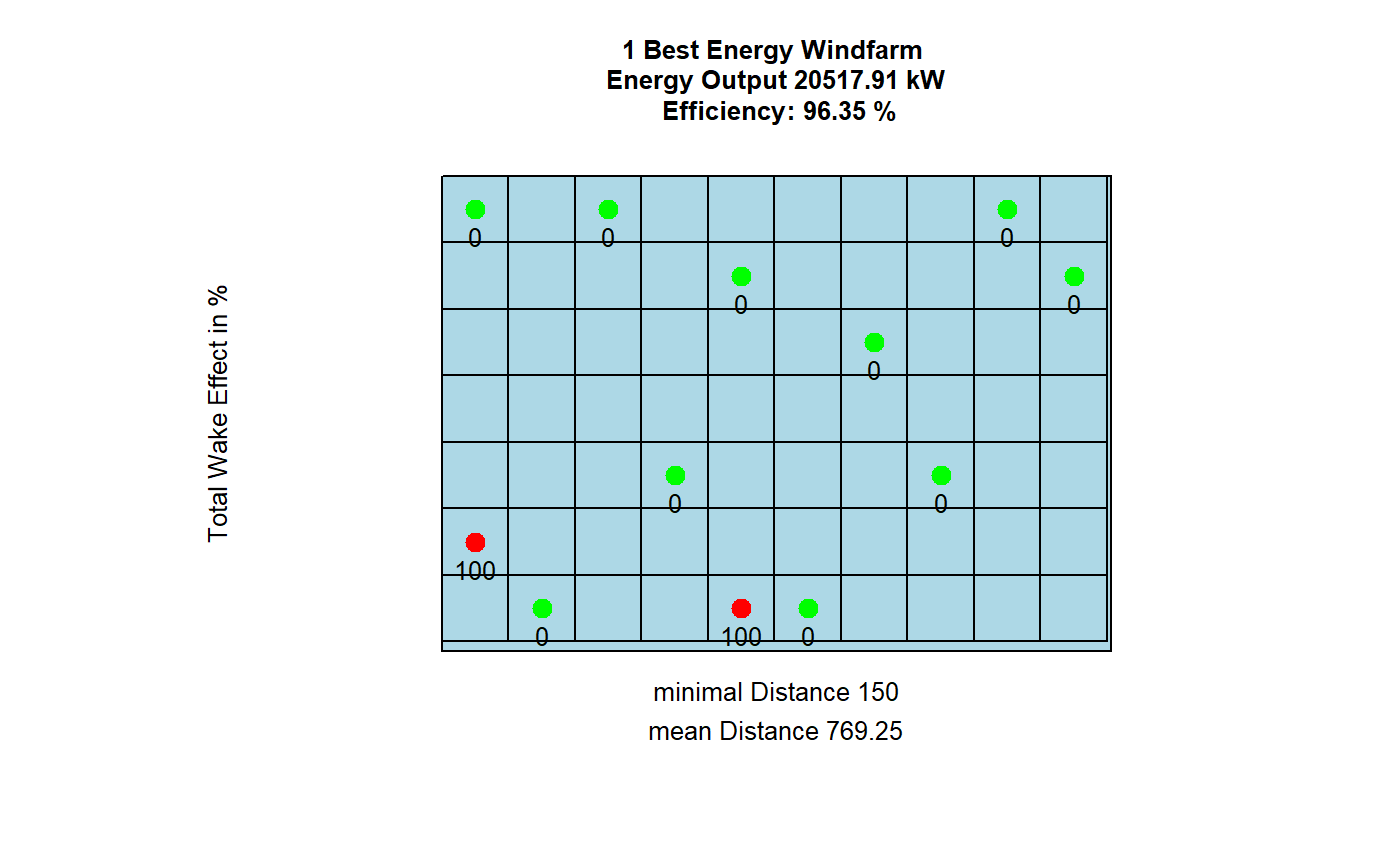 1 Best Energy Windfarm
Energy Output 20517.91 kW
Efficiency: 96.35 %
Total Wake Effect in %
0 0 0
0 0
0
0 0
100
0 100 0
minimal Distance 150
mean Distance 769.25